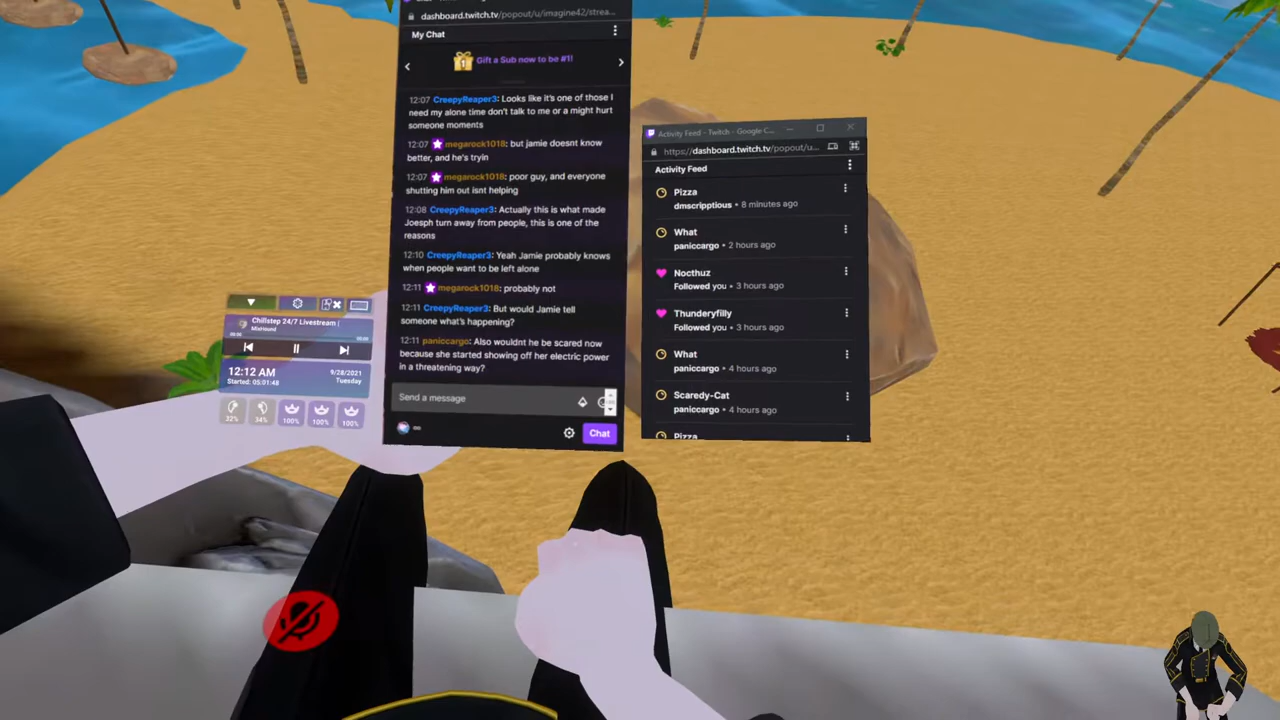 dashboard.twitch.tv/popout/u/imagine42/strea...
My Chat
Gift a Sub now to be #1!
12:07 CreepyReaper3: Looks like it's one of those I
need my alone time don't talk to me or a might hurt
someone moments
12:07 megarock1018: but jamie doesnt know
better, and he's tryin
12:07 megarock1018: poor guy, and everyone
shutting him out isnt helping
12:08 CreepyReaper3: Actually this is what made
Joesph turn away from people, this is one of the
reasons
12:10 CreepyReaper3: Yeah Jamie probably knows
when people want to be left alone
12:11 megarock1018: probably not
12:11 CreepyReaper3: But would Jamie tell
someone what's happening?
12:11 paniccargo: Also wouldnt he be scared now
because she started showing off her electric power
in a threatening way?
Send a message
Chat
Activity Feed - Twitch - Google C...
https://dashboard.twitch.tv/popout/u...
Activity Feed
Pizza
dmscripptious • 8 minutes ago
What
paniccargo • 2 hours ago
Nocthuz
Followed you • 3 hours ago
Thunderyfilly
Followed you • 3 hours ago
What
paniccargo • 4 hours ago
Scaredy-Cat
paniccargo • 4 hours ago
Pizza
Chillstep 24/7 Livestream |
12:12 AM
Started: 05:01:48
9/28/2021
Tuesday
32% 34% 100% 100% 100%